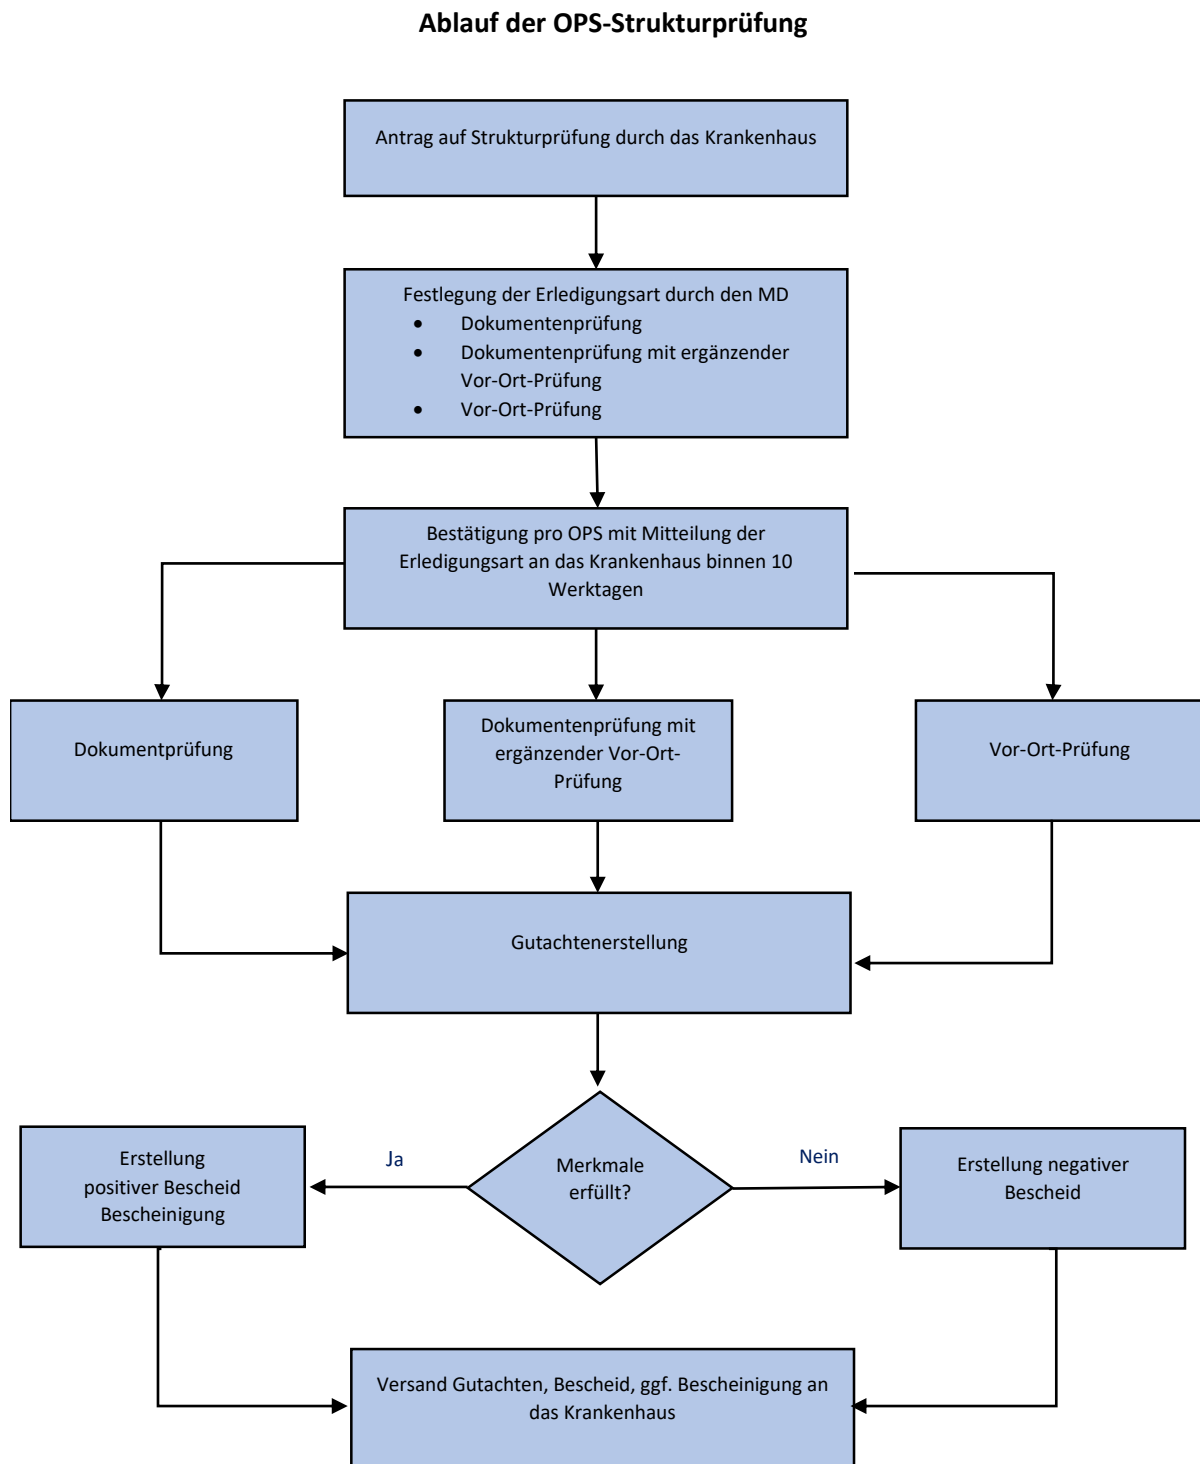 Ablauf der OPS-Strukturprüfung
Antrag auf Strukturprüfung durch das Krankenhaus
Festlegung der Erledigungsart durch den MD
• Dokumentenprüfung
• Dokumentenprüfung mit ergänzender
Vor-Ort-Prüfung
• Vor-Ort-Prüfung
Bestätigung pro OPS mit Mitteilung der
Erledigungsart an das Krankenhaus binnen 10
Werktagen
Dokumentprüfung
Dokumentenprüfung mit
ergänzender Vor-Ort-
Prüfung
Vor-Ort-Prüfung
Gutachtenerstellung
Merkmale
erfüllt?
Ja
Nein
Erstellung
positiver Bescheid
Bescheinigung
Erstellung negativer
Bescheid
Versand Gutachten, Bescheid, ggf. Bescheinigung an
das Krankenhaus